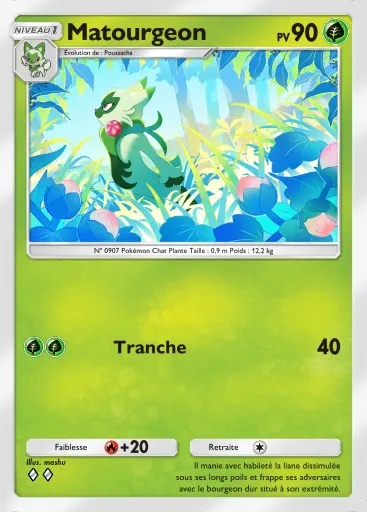 NIVEAU 1
Matourgeon
PV 90
Évolution de : Poussacha
N° 0907 Pokémon Chat Plante Taille : 0,9 m Poids : 12,2 kg
Tranche 40
Faiblesse +20
Retraite
Illus. mashu
Il manie avec habileté la liane dissimulée
sous ses longs poils et frappe ses adversaires
avec le bourgeon dur situé à son extrémité.